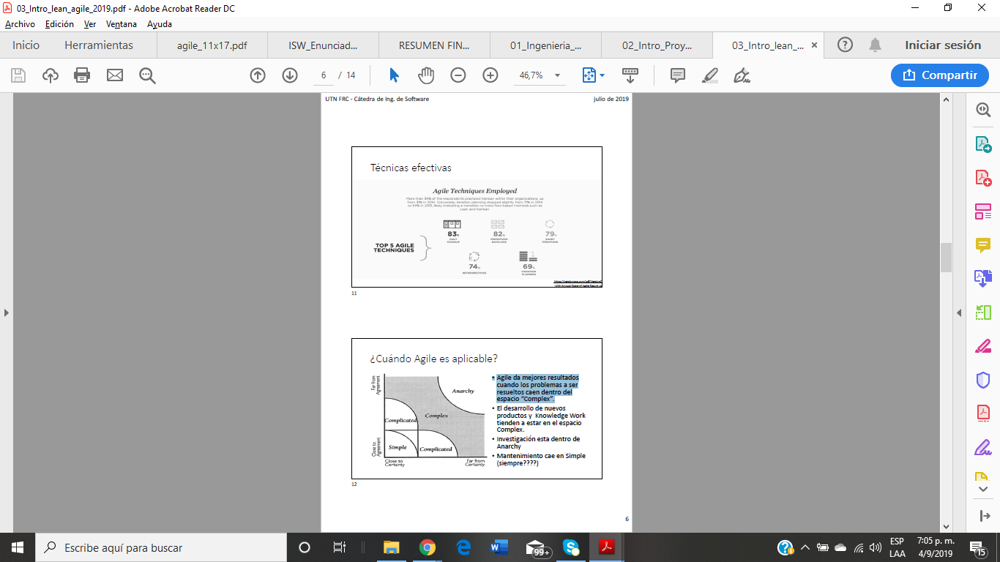 03_Intro_lean_agile_2019.pdf - Adobe Acrobat Reader DC
Archivo Edición Ver Ventana Ayuda
Inicio Herramientas agile_11x17.pdf ISW_Enunciad... RESUMEN FIN... 01_Ingenieria_... 02_Intro_Proy... 03_Intro_lean_... Iniciar sesión
6 / 14 46,7% Compartir
UTN FRC - Cátedra de Ing. de Software julio de 2019
Técnicas efectivas
Agile Techniques Employed
More than 39% of the respondents practiced Kanban within their organizations, up
from 31% in 2014. Conversely, iteration planning dropped slightly from 71% in 2014
to 69% in 2015, likely indicating a transition to more flow-based methods such as
Lean and Kanban.
TOP 5 AGILE
TECHNIQUES
83%
DAILY
STANDUP
82%
PRIORITIZED
BACKLOGS
79%
SHORT
ITERATIONS
74%
RETROSPECTIVES
69%
ITERATION
PLANNING
11
¿Cuándo Agile es aplicable?
Far from
Agreement
Close to
Agreement
Anarchy
Complex
Complicated
Simple
Complicated
Close to
Certainty
Far from
Certainty
• Agile da mejores resultados
cuando los problemas a ser
resueltos caen dentro del
espacio “Complex”.
• El desarrollo de nuevos
productos y Knowledge Work
tienden a estar en el espacio
Complex.
• Investigación esta dentro de
Anarchy
• Mantenimiento cae en Simple
(siempre????)
12
6
Escribe aquí para buscar
99+
ESP
LAA
7:05 p. m.
4/9/2019
15